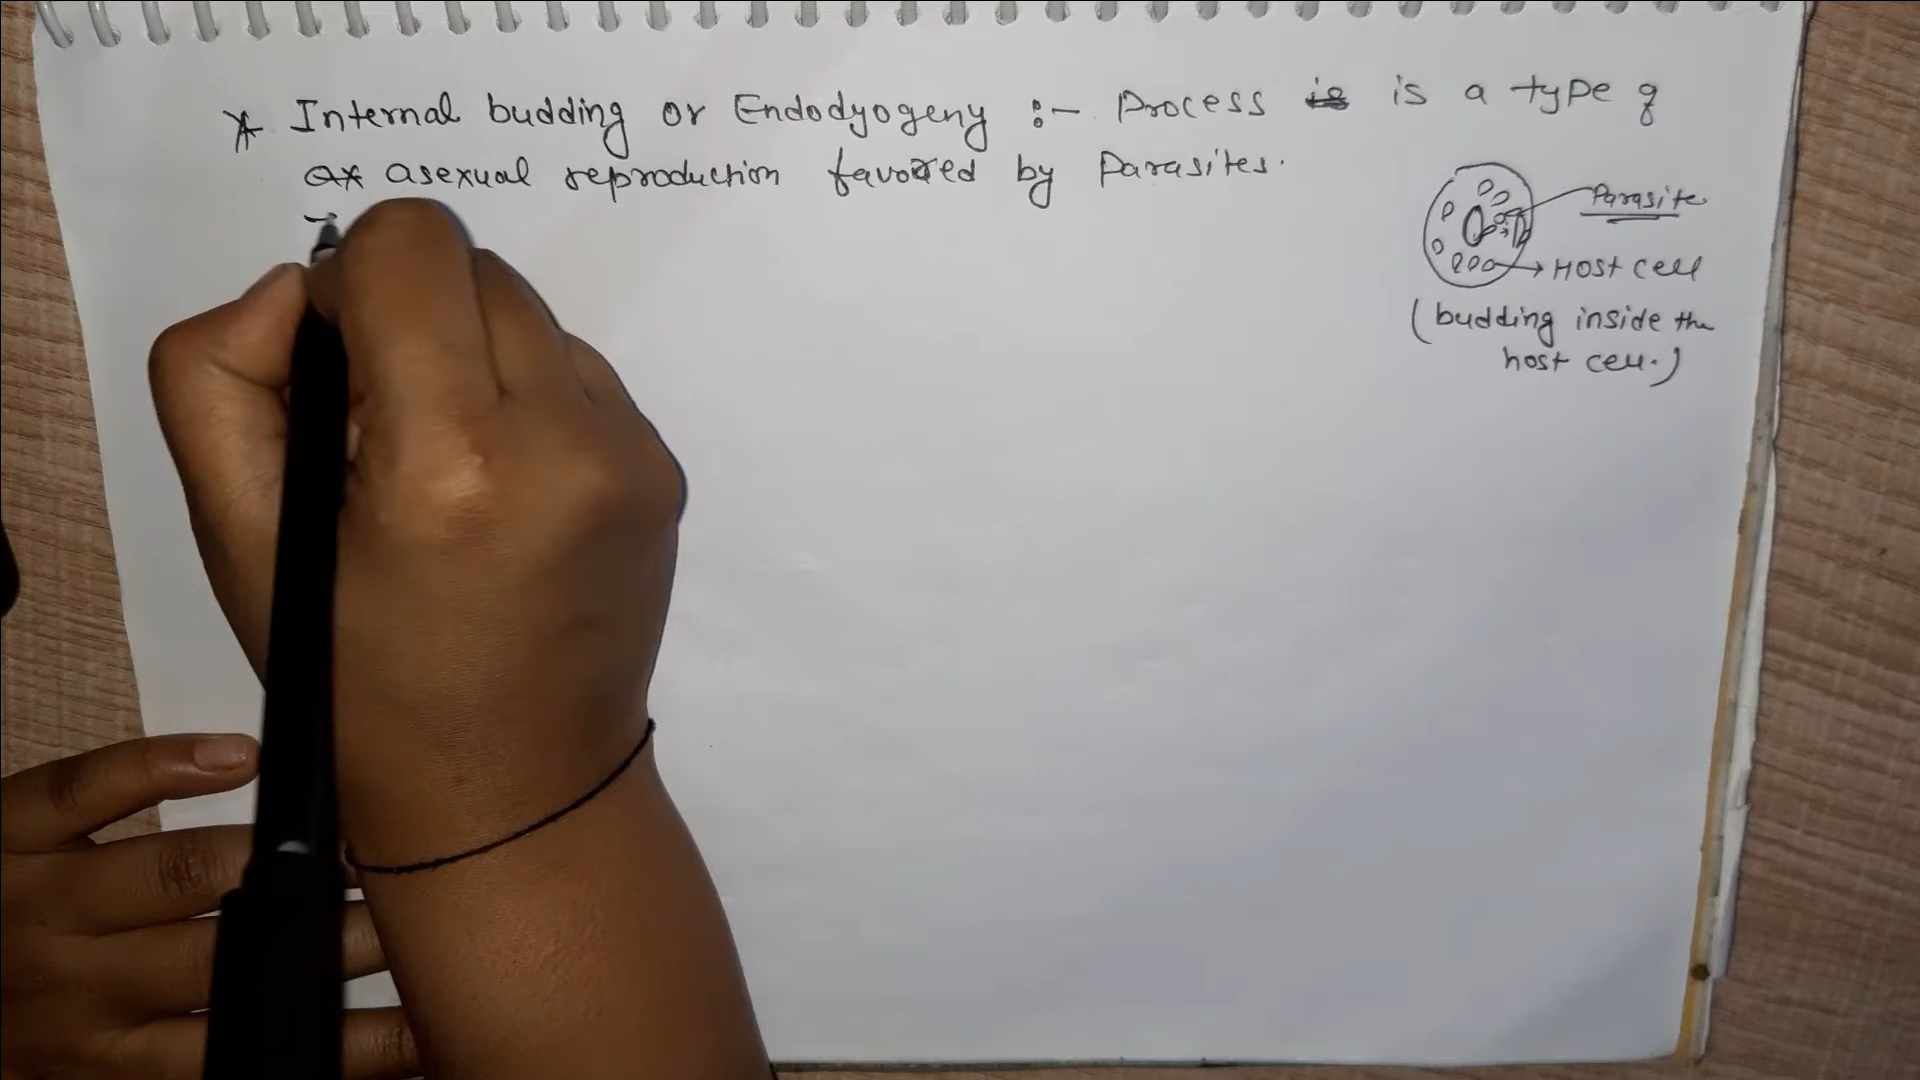 * Internal budding or Endodyogeny :- Process is is a type of
asexual reproduction favored by Parasites.
Parasite
→ Host cell
(budding inside the
host cell.)